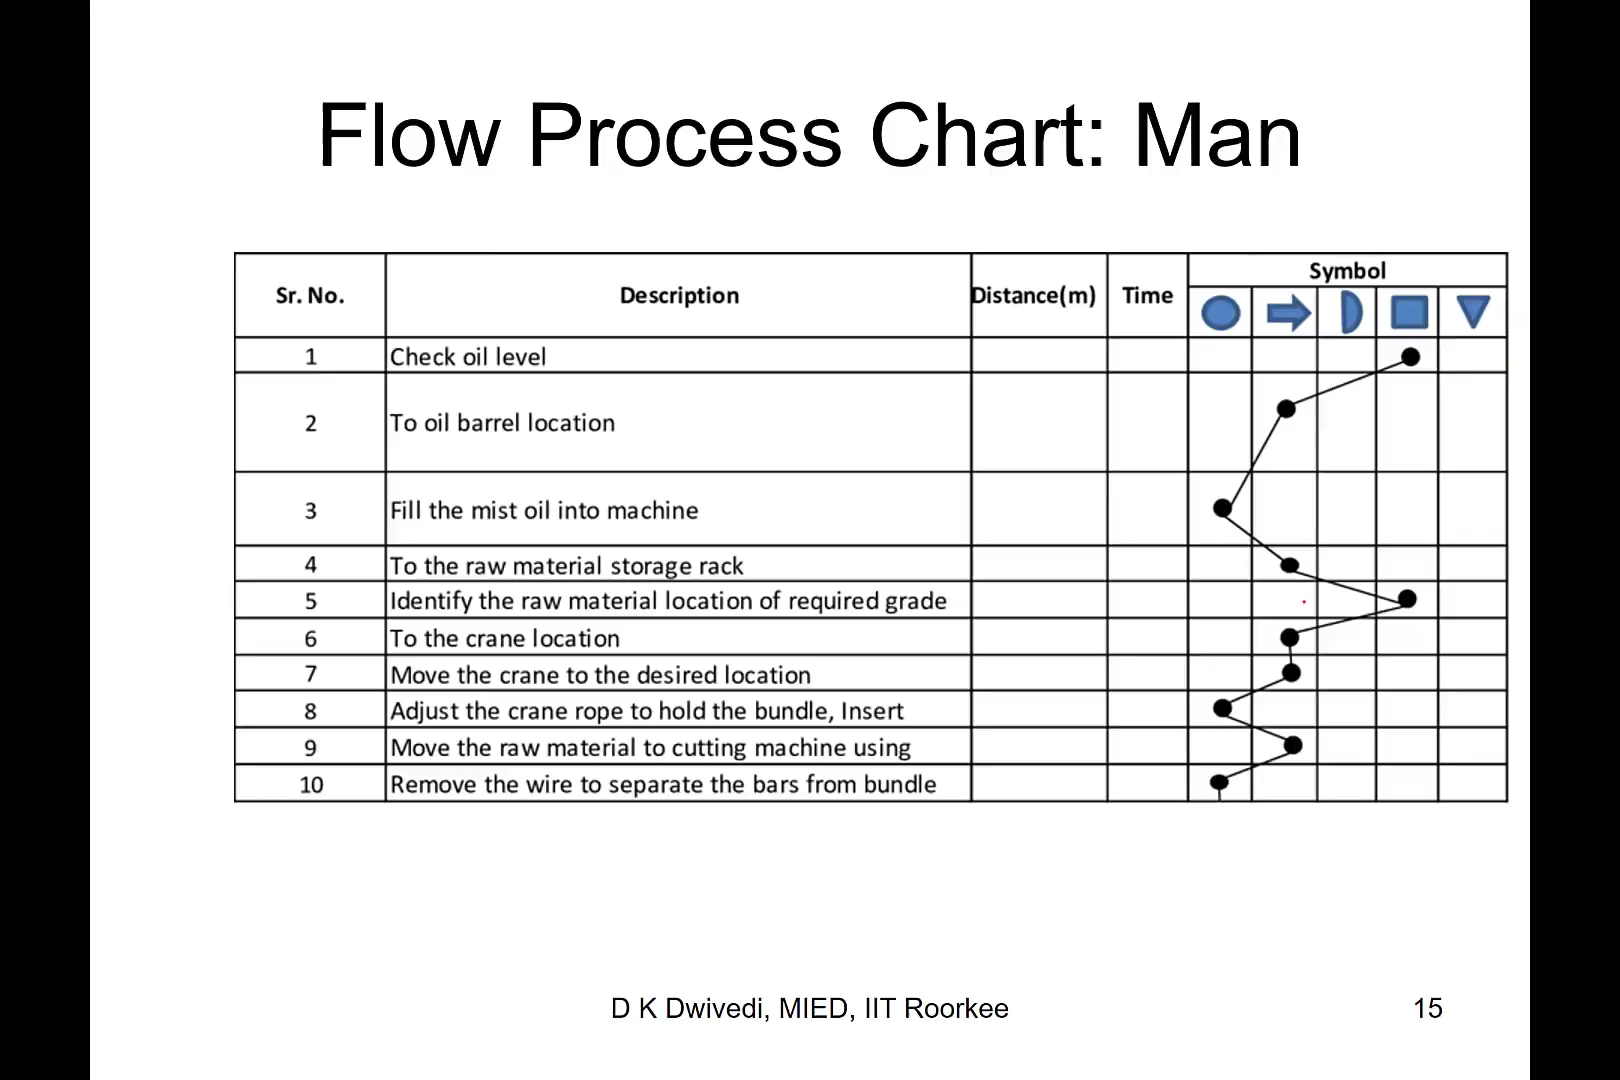 Flow Process Chart: Man
Sr. No. Description Distance(m) Time Symbol
1 Check oil level
2 To oil barrel location
3 Fill the mist oil into machine
4 To the raw material storage rack
5 Identify the raw material location of required grade
6 To the crane location
7 Move the crane to the desired location
8 Adjust the crane rope to hold the bundle, Insert
9 Move the raw material to cutting machine using
10 Remove the wire to separate the bars from bundle
D K Dwivedi, MIED, IIT Roorkee 15